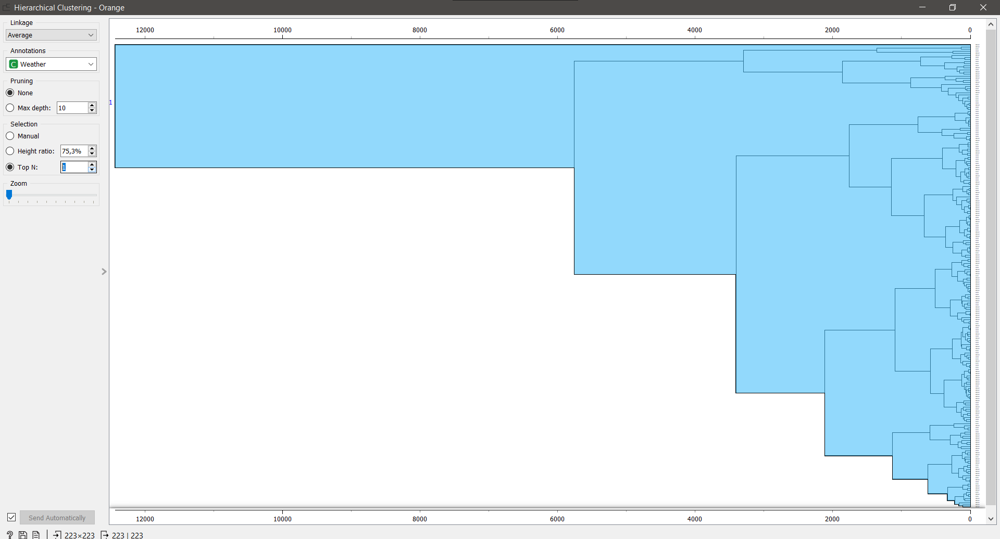 Hierarchical Clustering - Orange
Linkage
Average
Annotations
C Weather
Pruning
None
Max depth: 10
Selection
Manual
Height ratio: 75,3%
Top N: 1
Zoom
Send Automatically
12000 10000 8000 6000 4000 2000 0
1
12000 10000 8000 6000 4000 2000 0
? 223×223 223 | 223